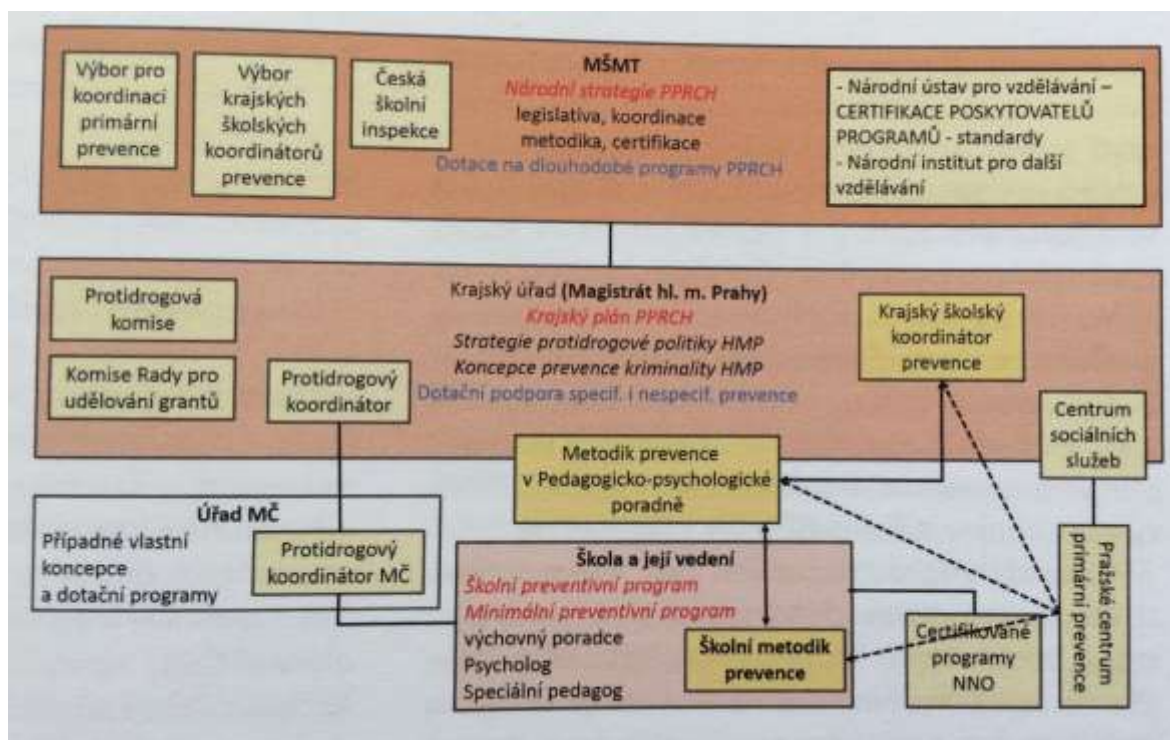 Výbor pro
koordinaci
primární
prevence
Výbor
krajských
školských
koordinátorů
prevence
Česká
školní
inspekce
MŠMT
Národní strategie PPRCH
legislativa, koordinace
metodika, certifikace
Dotace na dlouhodobé programy PPRCH
- Národní ústav pro vzdělávání –
CERTIFIKACE POSKYTOVATELŮ
PROGRAMŮ - standardy
- Národní institut pro další
vzdělávání
Protidrogová
komise
Komise Rady pro
udělování grantů
Protidrogový
koordinátor
Krajský úřad (Magistrát hl. m. Prahy)
Krajský plán PPRCH
Strategie protidrogové politiky HMP
Koncepce prevence kriminality HMP
Dotační podpora specif. i nespecif. prevence
Krajský školský
koordinátor
prevence
Centrum
sociálních
služeb
Metodik prevence
v Pedagogicko-psychologické
poradně
Úřad MČ
Případné vlastní
koncepce
a dotační programy
Protidrogový
koordinátor MČ
Škola a její vedení
Školní preventivní program
Minimální preventivní program
výchovný poradce
Psycholog
Speciální pedagog
Školní metodik
prevence
Certifikované
programy
NNO
Pražské centrum
primární prevence